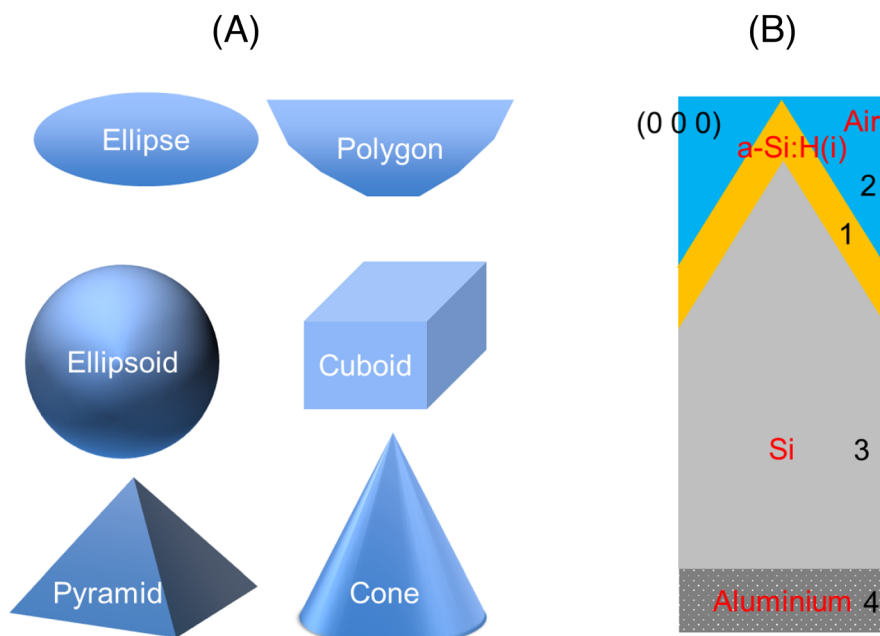 (A)
(B)
Ellipse
Polygon
Ellipsoid
Cuboid
Pyramid
Cone
(0 0 0)
Air
a-Si:H(i)
2
1
Si
3
Aluminium
4